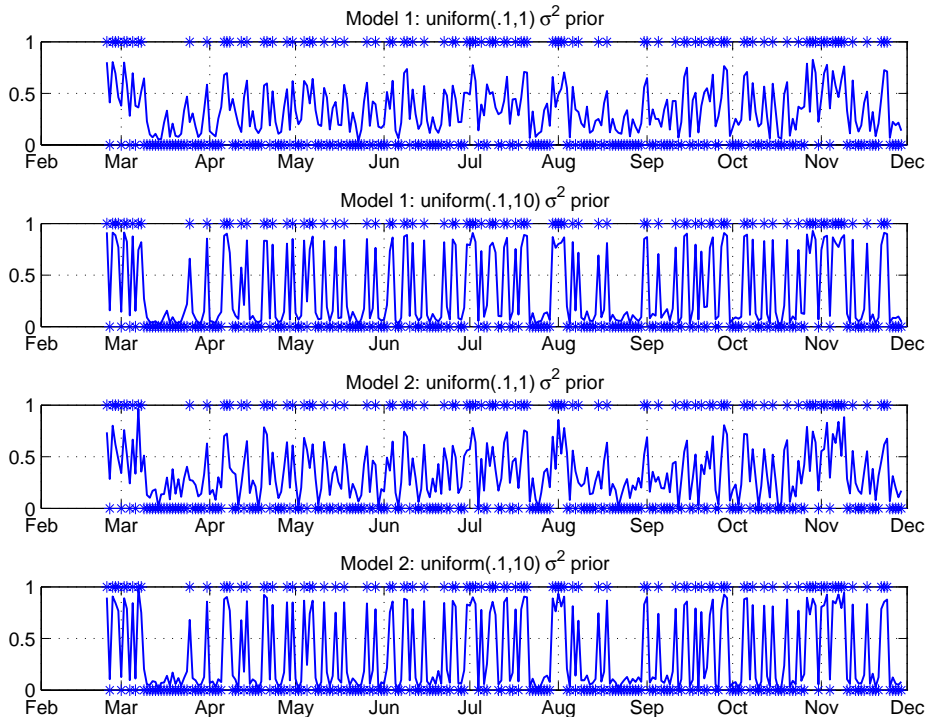 Model 1: uniform(.1,1) σ² prior
1
0.5
0
Feb Mar Apr May Jun Jul Aug Sep Oct Nov Dec
Model 1: uniform(.1,10) σ² prior
1
0.5
0
Feb Mar Apr May Jun Jul Aug Sep Oct Nov Dec
Model 2: uniform(.1,1) σ² prior
1
0.5
0
Feb Mar Apr May Jun Jul Aug Sep Oct Nov Dec
Model 2: uniform(.1,10) σ² prior
1
0.5
0
Feb Mar Apr May Jun Jul Aug Sep Oct Nov Dec